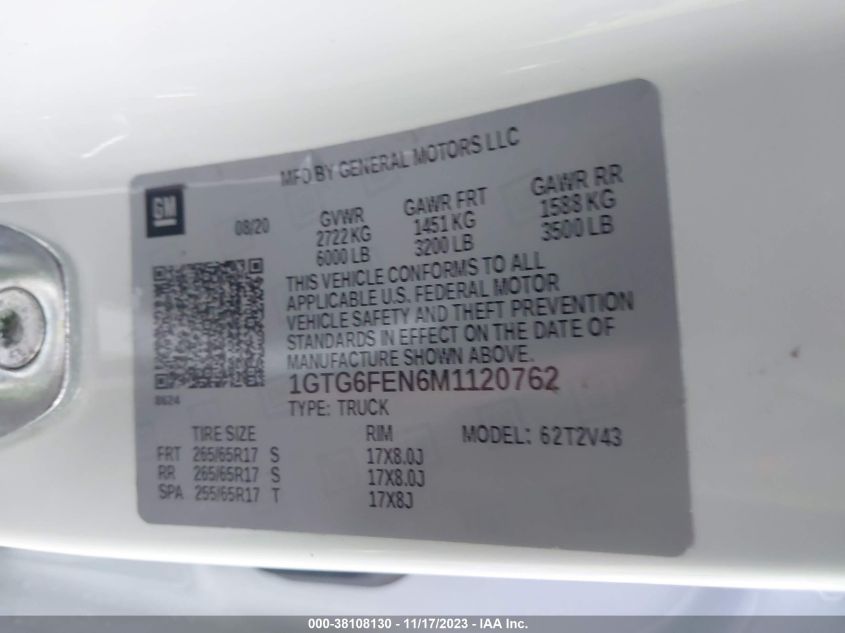 MFD BY GENERAL MOTORS LLC
GM
08/20
GVWR
2722 KG
6000 LB
GAWR FRT
1451 KG
3200 LB
GAWR RR
1588 KG
3500 LB
THIS VEHICLE CONFORMS TO ALL
APPLICABLE U.S. FEDERAL MOTOR
VEHICLE SAFETY AND THEFT PREVENTION
STANDARDS IN EFFECT ON THE DATE OF
MANUFACTURE SHOWN ABOVE.
8624
1GTG6FEN6M1120762
TYPE: TRUCK
MODEL: 62T2V43
TIRE SIZE RIM
FRT 265/65R17 S 17X8.0J
RR 265/65R17 S 17X8.0J
SPA 255/65R17 T 17X8J
000-38108130 - 11/17/2023 - IAA Inc.